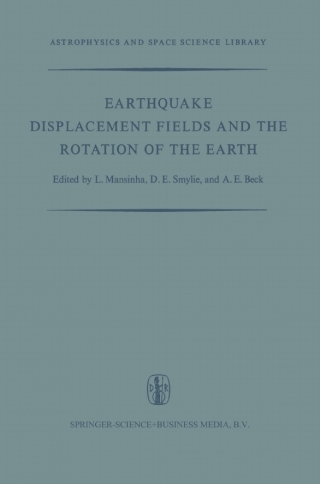 ASTROPHYSICS AND SPACE SCIENCE LIBRARY
EARTHQUAKE
DISPLACEMENT FIELDS AND THE
ROTATION OF THE EARTH
Edited by L. Mansinha, D. E. Smylie, and A. E. Beck
D R
SPRINGER-SCIENCE+BUSINESS MEDIA, B.V.